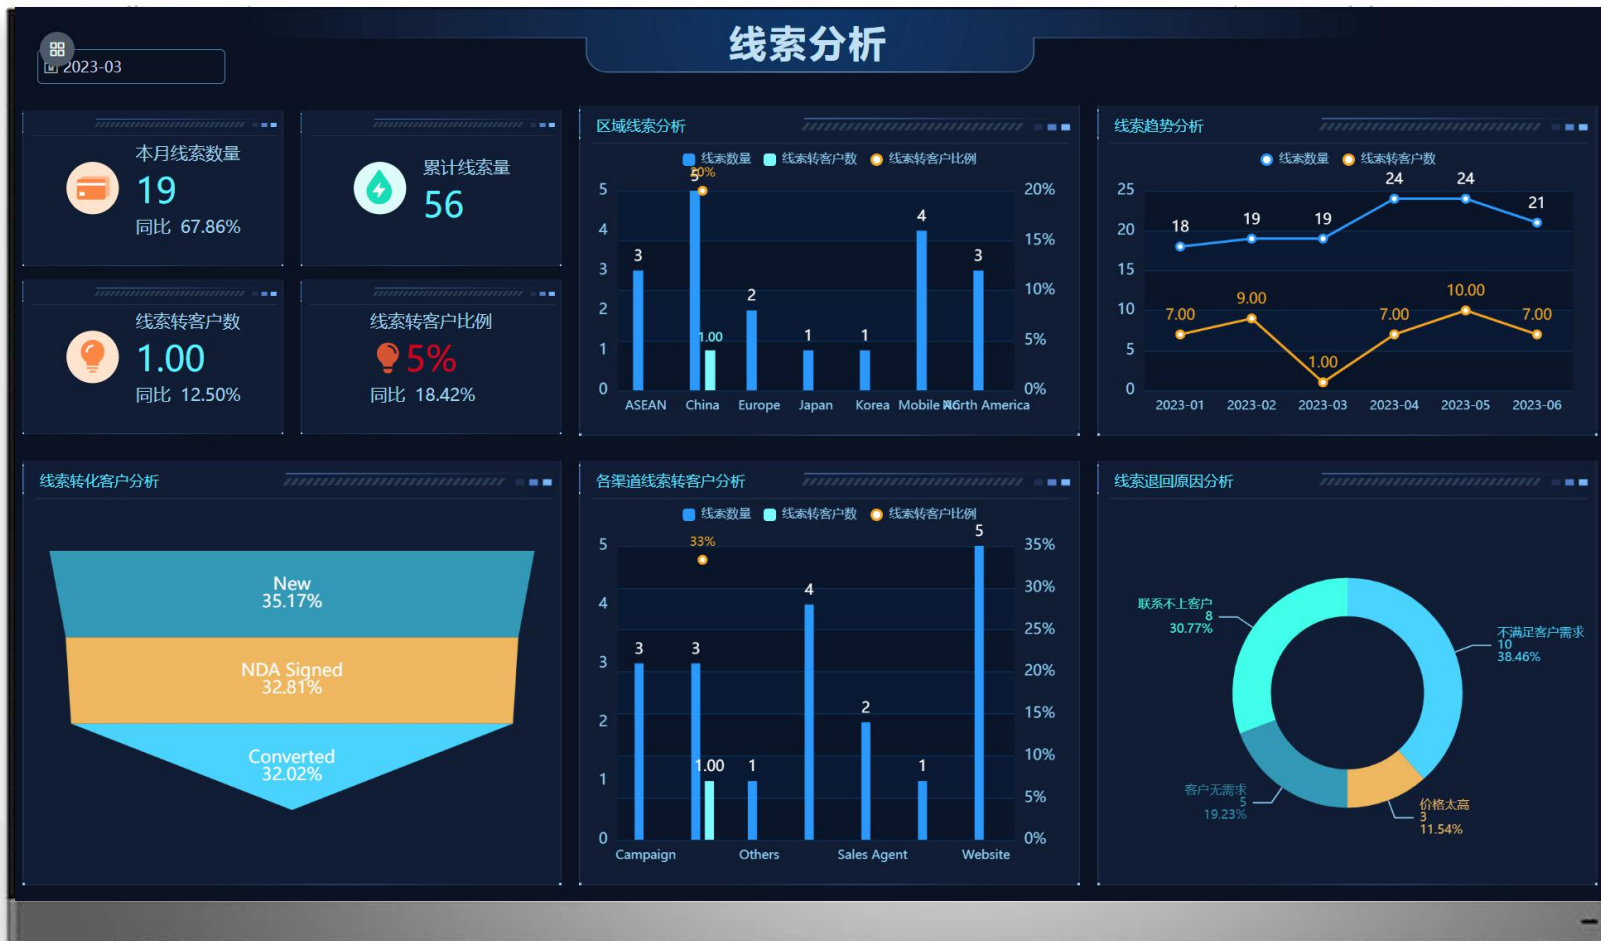 线索分析
2023-03
本月线索数量
19
同比 67.86%
累计线索量
56
线索转客户数
1.00
同比 12.50%
线索转客户比例
5%
同比 18.42%
区域线索分析
线索数量 线索转客户数 线索转客户比例
5 20%
4 15%
3 10%
2 5%
1 0%
0
3 5 20% 1.00 2 1 1 4 3
ASEAN China Europe Japan Korea Mobile North America
线索趋势分析
线索数量 线索转客户数
25
20
15
10
5
0
18 19 19 24 24 21
7.00 9.00 1.00 7.00 10.00 7.00
2023-01 2023-02 2023-03 2023-04 2023-05 2023-06
线索转化客户分析
New
35.17%
NDA Signed
32.81%
Converted
32.02%
各渠道线索转客户分析
线索数量 线索转客户数 线索转客户比例
5 35%
4 30%
3 25%
2 20%
1 15%
0 10%
5%
0%
3 3 33% 1.00 1 4 2 1 5
Campaign Others Sales Agent Website
线索退回原因分析
联系不上客户
8
30.77%
不满足客户需求
10
38.46%
客户无需求
5
19.23%
价格太高
3
11.54%